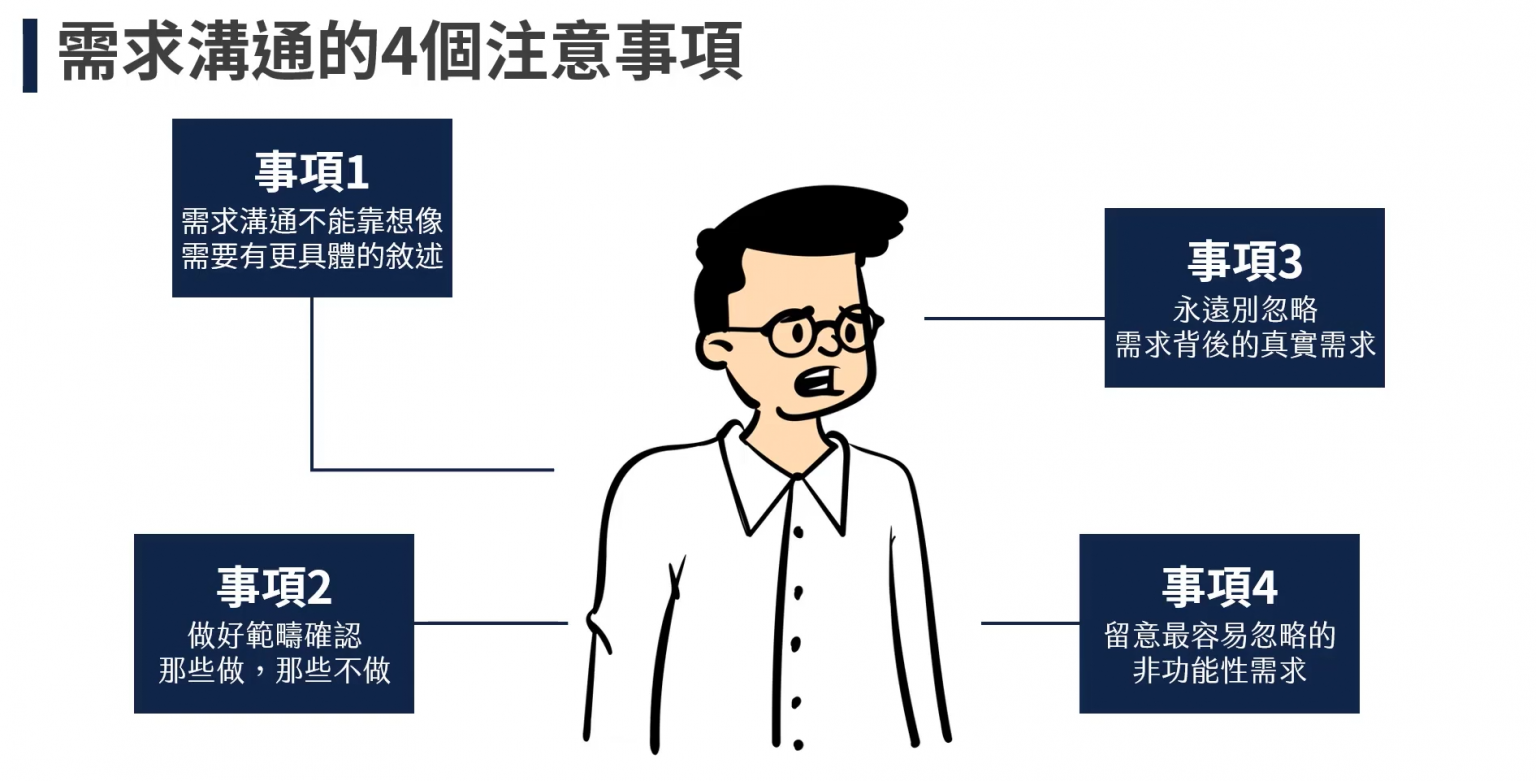 需求溝通的4個注意事項
事項1
需求溝通不能靠想像
需要有更具體的敘述
事項2
做好範疇確認
那些做，那些不做
事項3
永遠別忽略
需求背後的真實需求
事項4
留意最容易忽略的
非功能性需求